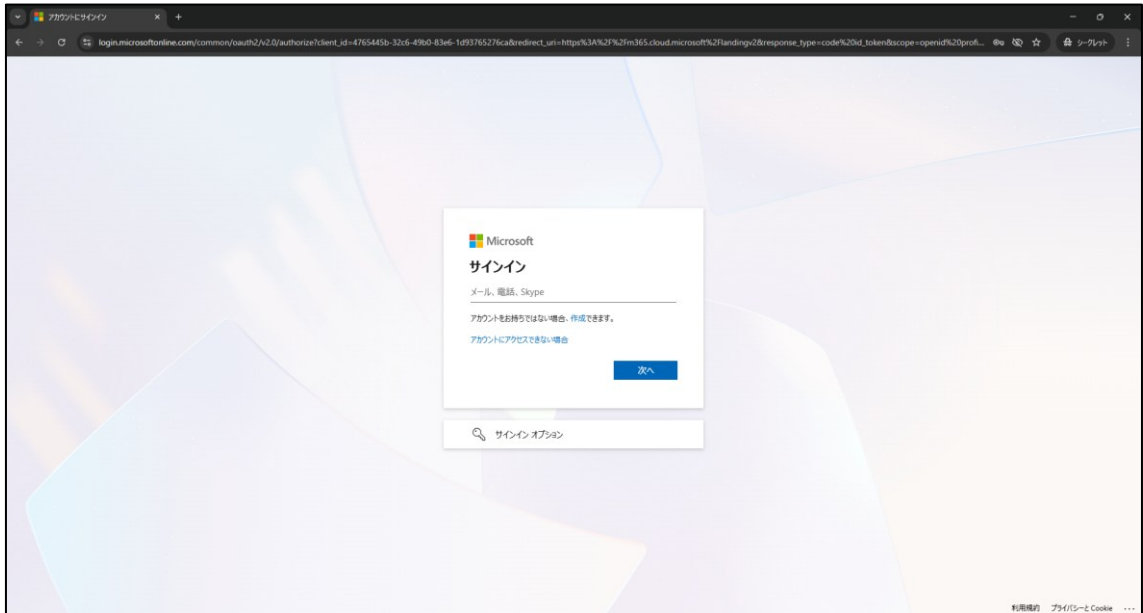 アカウントにサインイン
login.microsoftonline.com/common/oauth2/v2.0/authorize?client_id=4765445b-32c6-49b0-83e6-1d93765276ca&redirect_uri=https%3A%2F%2Fm365.cloud.microsoft%2Flandingv2&response_type=code%20id_token&scope=openid%20profi...
シークレット
Microsoft
サインイン
メール、電話、Skype
アカウントをお持ちではない場合、作成できます。
アカウントにアクセスできない場合
次へ
サインイン オプション
利用規約 プライバシーと Cookie ...